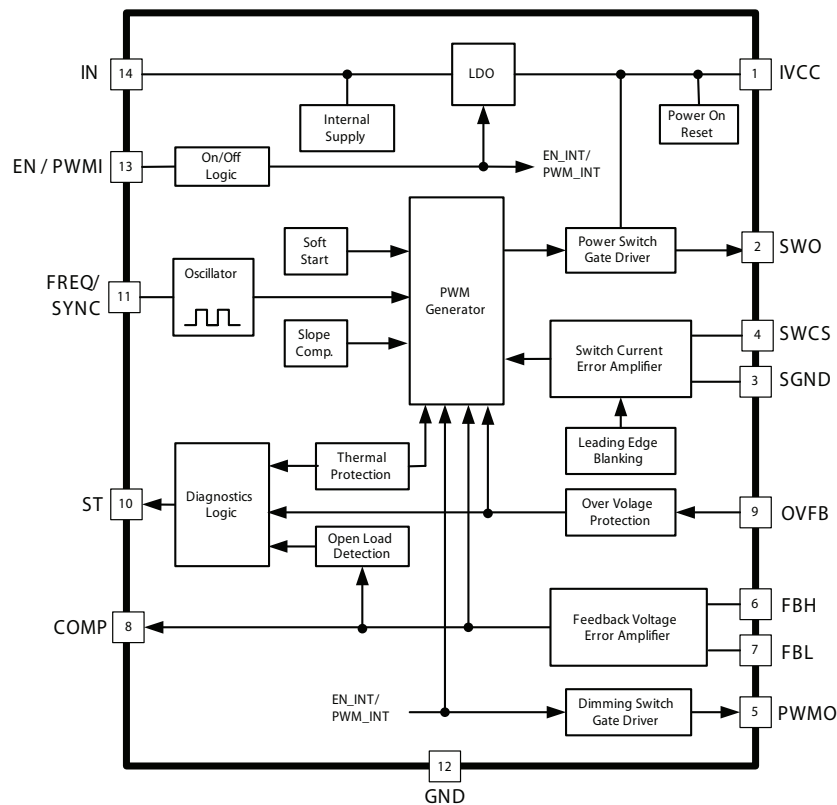 IN
14
LDO
1
IVCC
Internal
Supply
Power On
Reset
EN / PWMI
13
On/Off
Logic
EN_INT/
PWM_INT
Soft
Start
Power Switch
Gate Driver
2
SWO
FREQ/
SYNC
11
Oscillator
PWM
Generator
Slope
Comp.
Switch Current
Error Amplifier
4
SWCS
3
SGND
Leading Edge
Blanking
Thermal
Protection
ST
10
Diagnostics
Logic
Over Volage
Protection
9
OVFB
Open Load
Detection
COMP
8
Feedback Voltage
Error Amplifier
6
FBH
7
FBL
EN_INT/
PWM_INT
Dimming Switch
Gate Driver
5
PWMO
12
GND